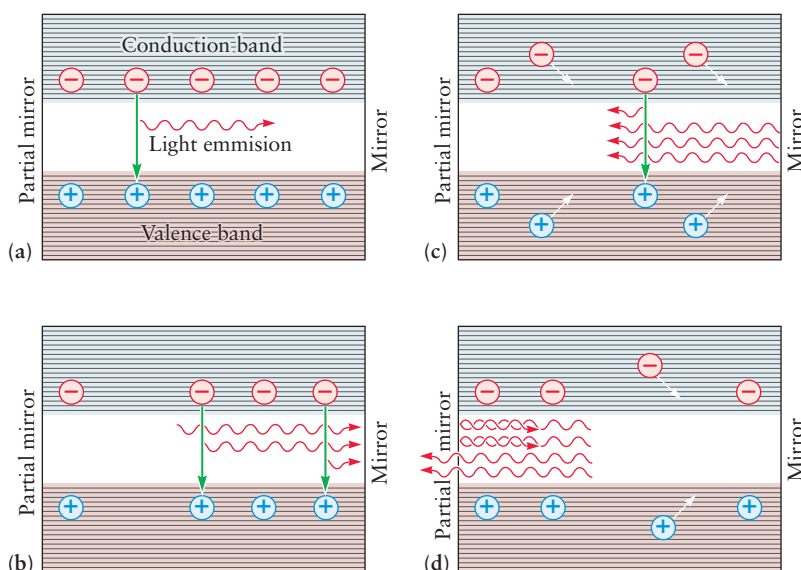 Conduction band
Partial mirror
Light emmision
Mirror
Valence band
(a)
Partial mirror
Mirror
(c)
Partial mirror
Mirror
(b)
Partial mirror
Mirror
(d)